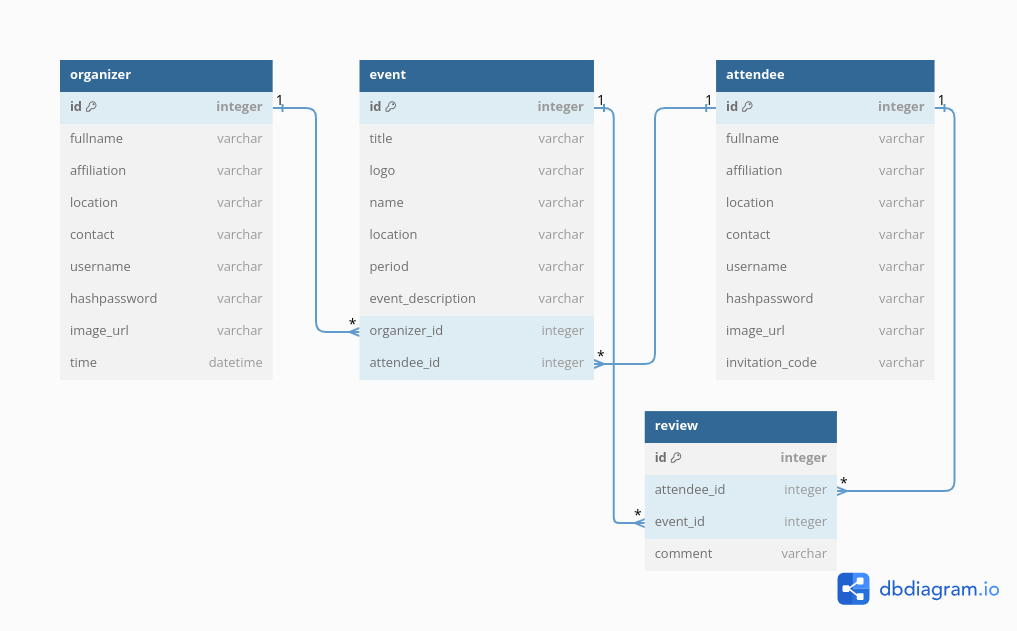 organizer
id integer
fullname varchar
affiliation varchar
location varchar
contact varchar
username varchar
hashpassword varchar
image_url varchar
time datetime
1
*
event
id integer
title varchar
logo varchar
name varchar
location varchar
period varchar
event_description varchar
organizer_id integer
attendee_id integer
1
*
1
attendee
id integer
fullname varchar
affiliation varchar
location varchar
contact varchar
username varchar
hashpassword varchar
image_url varchar
invitation_code varchar
1
review
id integer
attendee_id integer
*
*
event_id integer
comment varchar
dbdiagram.io